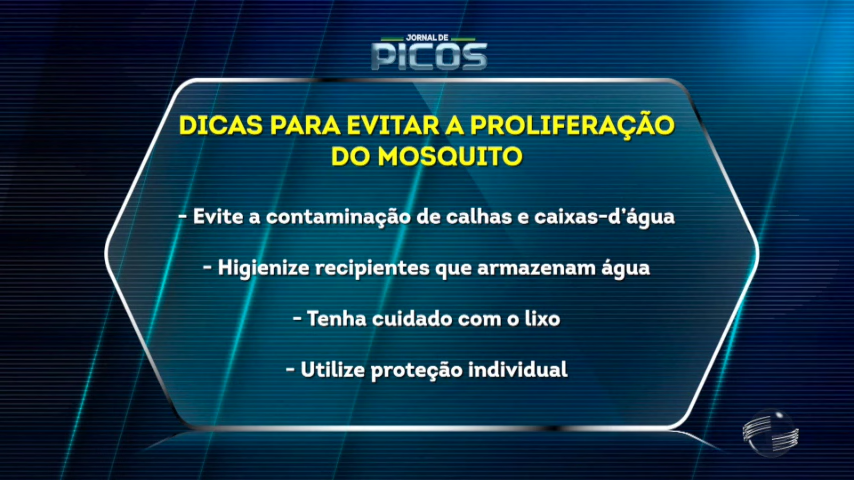 JORNAL DE
PICOS
DICAS PARA EVITAR A PROLIFERAÇÃO
DO MOSQUITO
- Evite a contaminação de calhas e caixas-d'água
- Higienize recipientes que armazenam água
- Tenha cuidado com o lixo
- Utilize proteção individual